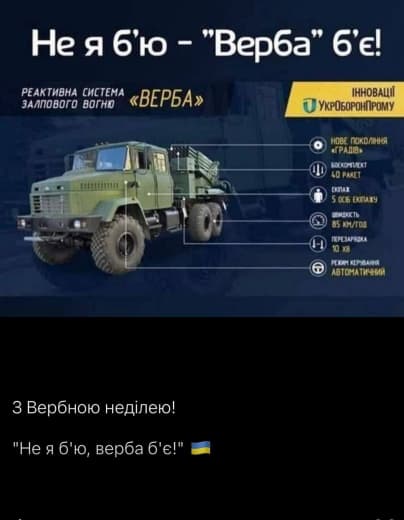 Не я б'ю - "Верба" б'є!
РЕАКТИВНА СИСТЕМА
ЗАЛПОВОГО ВОГНЮ
«ВЕРБА»
ІННОВАЦІЇ
УКРОБОРОНПРОМУ
НОВЕ ПОКОЛІННЯ
«ГРАДІВ»
БОЄКОМПЛЕКТ
40 РАКЕТ
ЕКІПАЖ
5 ОСІБ ЕКІПАЖУ
ШВИДКІСТЬ
85 КМ/ГОД
ПЕРЕЗАРЯДКА
10 ХВ
РЕЖИМ КЕРУВАННЯ
АВТОМАТИЧНИЙ
З Вербною неділею!
"Не я б'ю, верба б'є!" 🇺🇦